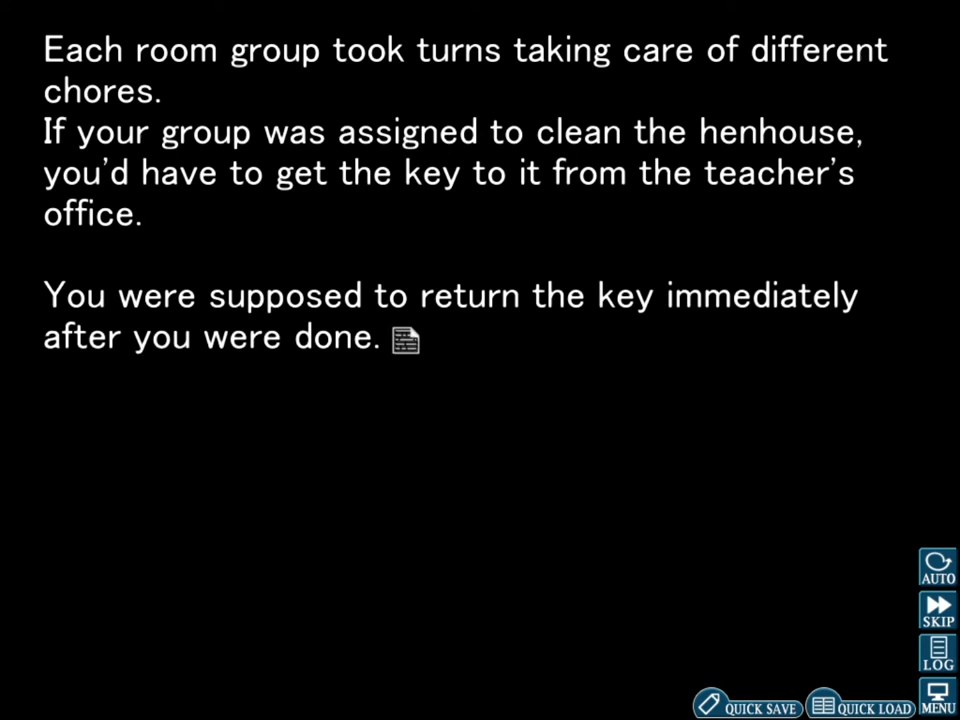 Each room group took turns taking care of different
chores.
If your group was assigned to clean the henhouse,
you'd have to get the key to it from the teacher's
office.
You were supposed to return the key immediately
after you were done.
AUTO
SKIP
LOG
MENU
QUICK SAVE
QUICK LOAD